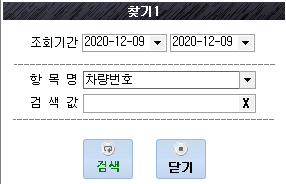 찾기1
조회기간 2020-12-09 2020-12-09
항 목 명 차량번호
검 색 값 X
검색 닫기